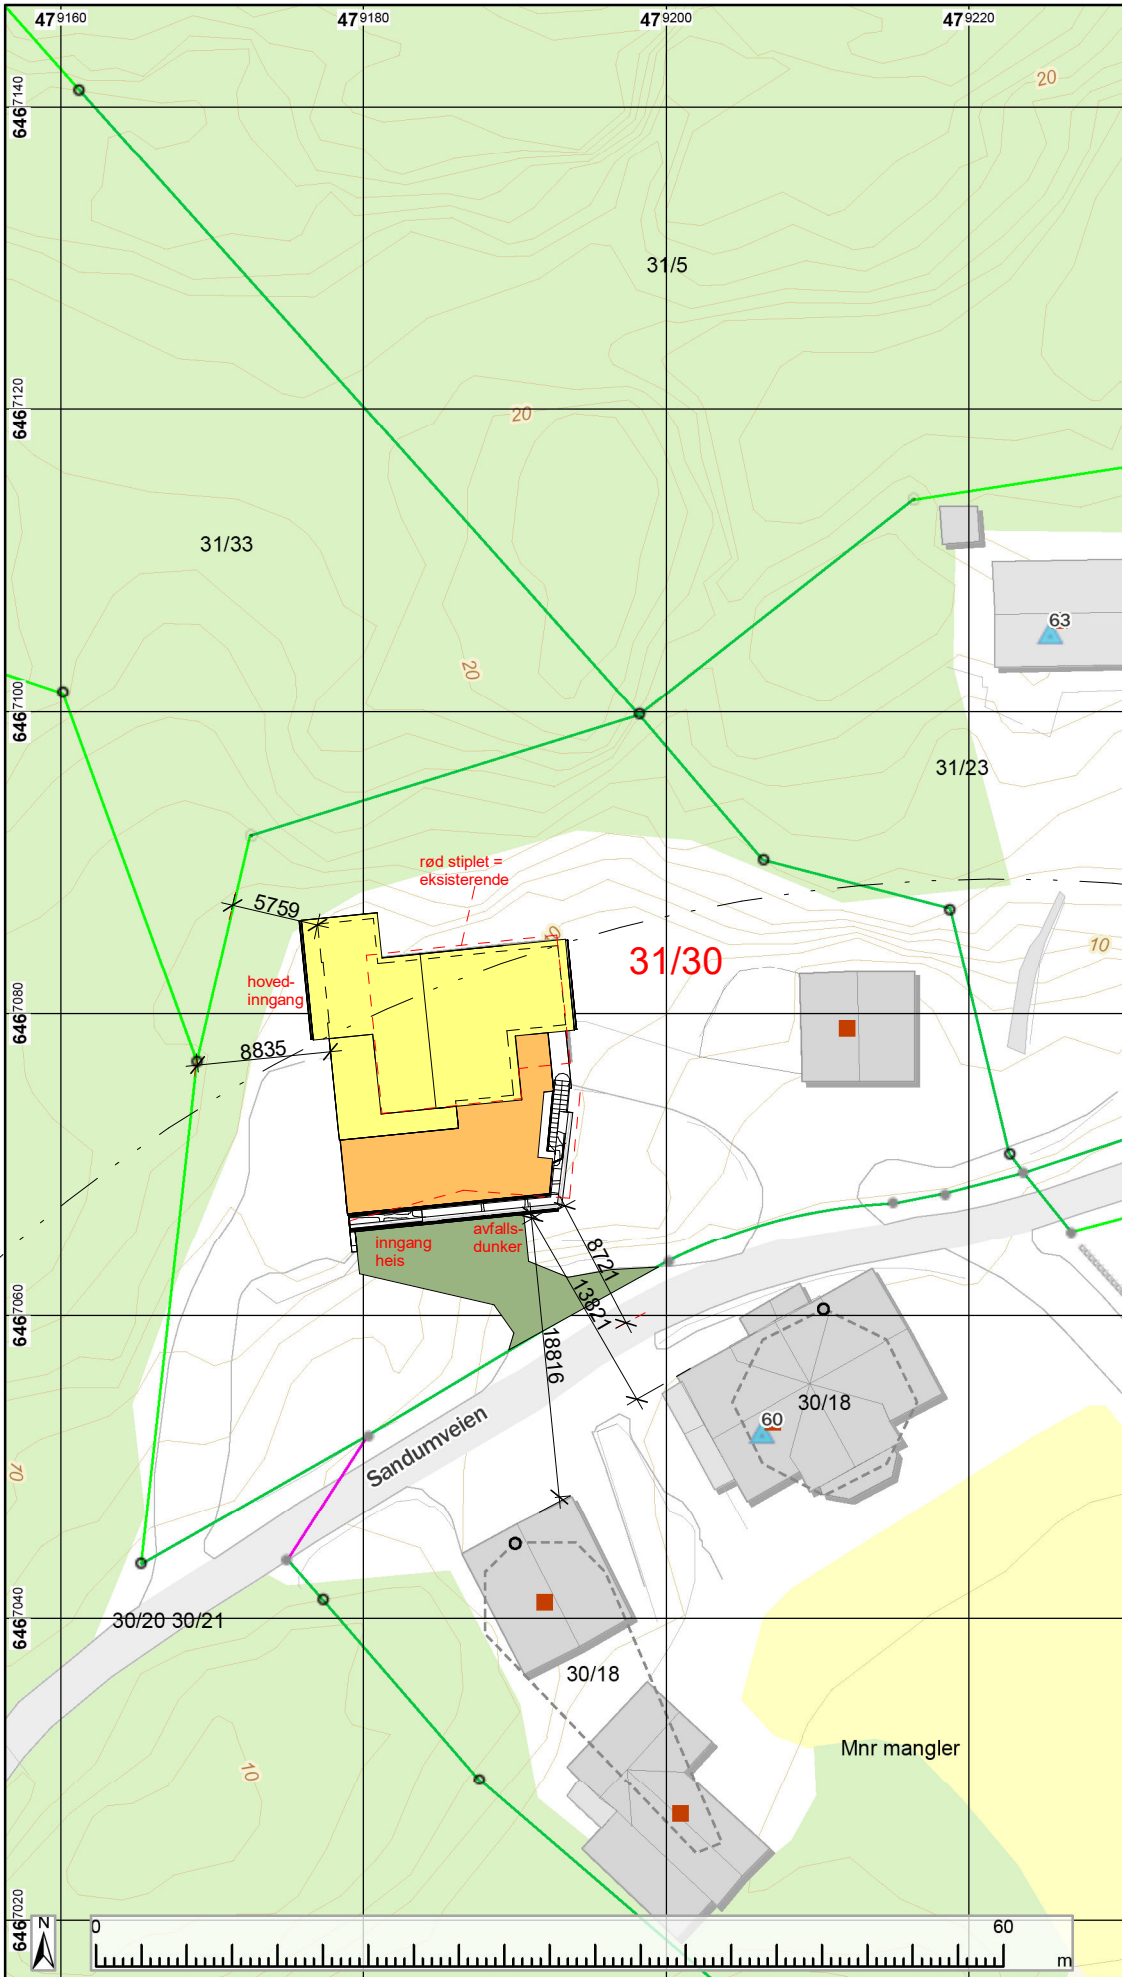 479160
479180
479200
479220
6467140
20
31/5
6467120
20
31/33
63
20
6467100
31/23
rød stiplet =
eksisterende
5759
10
31/30
10
hoved-
inngang
6467080
8835
avfalls-
dunker
inngang
heis
8721
13821
6467060
18816
30/18
60
Sandumveien
70
6467040
30/20 30/21
30/18
Mnr mangler
10
6467020
N
0
60
m